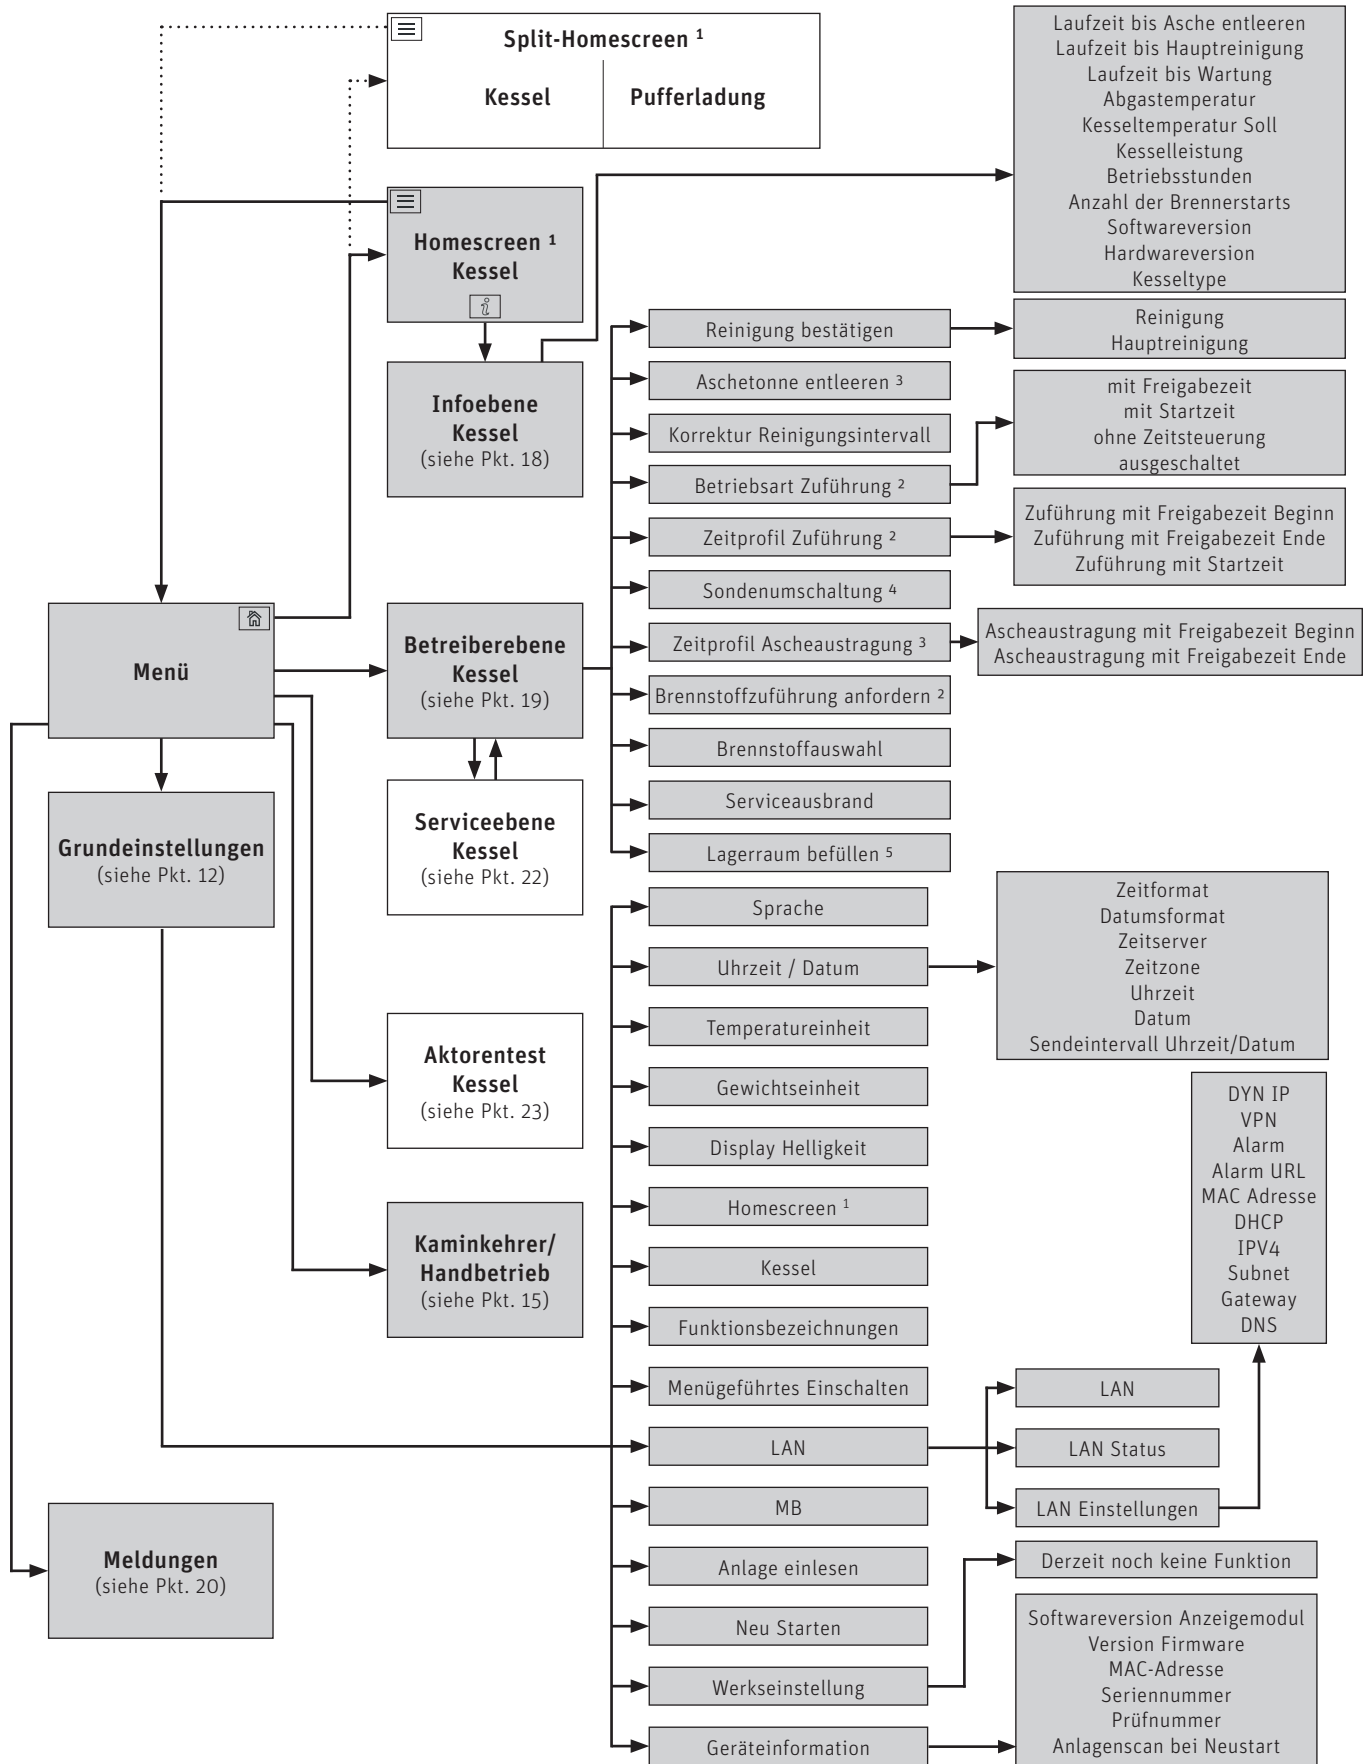 Split-Homescreen ¹
Kessel
Pufferladung
Homescreen ¹
Kessel
Infoebene
Kessel
(siehe Pkt. 18)
Laufzeit bis Asche entleeren
Laufzeit bis Hauptreinigung
Laufzeit bis Wartung
Abgastemperatur
Kesseltemperatur Soll
Kesselleistung
Betriebsstunden
Anzahl der Brennerstarts
Softwareversion
Hardwareversion
Kesseltype
Menü
Betreiberebene
Kessel
(siehe Pkt. 19)
Serviceebene
Kessel
(siehe Pkt. 22)
Reinigung bestätigen
Reinigung
Hauptreinigung
Aschetonne entleeren ³
Korrektur Reinigungsintervall
Betriebsart Zuführung ²
mit Freigabezeit
mit Startzeit
ohne Zeitsteuerung
ausgeschaltet
Zeitprofil Zuführung ²
Zuführung mit Freigabezeit Beginn
Zuführung mit Freigabezeit Ende
Zuführung mit Startzeit
Sondenumschaltung ⁴
Zeitprofil Ascheaustragung ³
Ascheaustragung mit Freigabezeit Beginn
Ascheaustragung mit Freigabezeit Ende
Brennstoffzuführung anfordern ²
Brennstoffauswahl
Serviceausbrand
Lagerraum befüllen ⁵
Grundeinstellungen
(siehe Pkt. 12)
Aktorentest
Kessel
(siehe Pkt. 23)
Kaminkehrer/
Handbetrieb
(siehe Pkt. 15)
Meldungen
(siehe Pkt. 20)
Sprache
Uhrzeit / Datum
Zeitformat
Datumsformat
Zeitserver
Zeitzone
Uhrzeit
Datum
Sendeintervall Uhrzeit/Datum
Temperatureinheit
Gewichtseinheit
Display Helligkeit
Homescreen ¹
Kessel
Funktionsbezeichnungen
Menügeführtes Einschalten
LAN
LAN
LAN Status
LAN Einstellungen
DYN IP
VPN
Alarm
Alarm URL
MAC Adresse
DHCP
IPV4
Subnet
Gateway
DNS
MB
Anlage einlesen
Neu Starten
Werkseinstellung
Derzeit noch keine Funktion
Geräteinformation
Softwareversion Anzeigemodul
Version Firmware
MAC-Adresse
Seriennummer
Prüfnummer
Anlagenscan bei Neustart